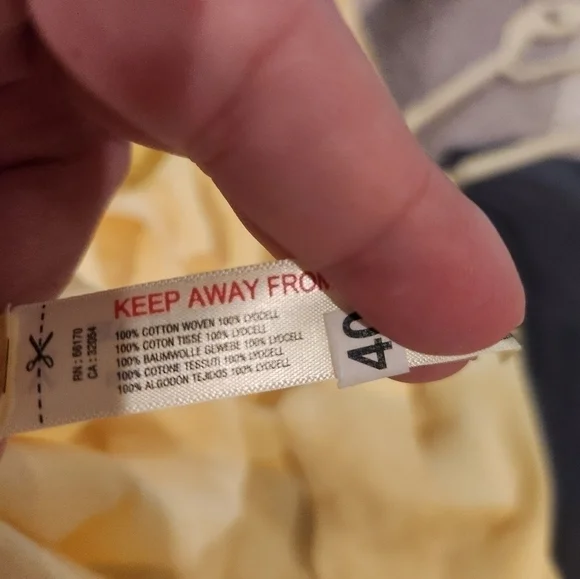 KEEP AWAY FROM
RN : 66170
CA : 32054
100% COTTON WOVEN 100% LYOCELL
100% COTON TISSÉ 100% LYOCELL
100% BAUMWOLLE GEWEBE 100% LYOCELL
100% COTONE TESSUTI 100% LYOCELL
100% ALGODON TEJIDOS 100% LYOCELL